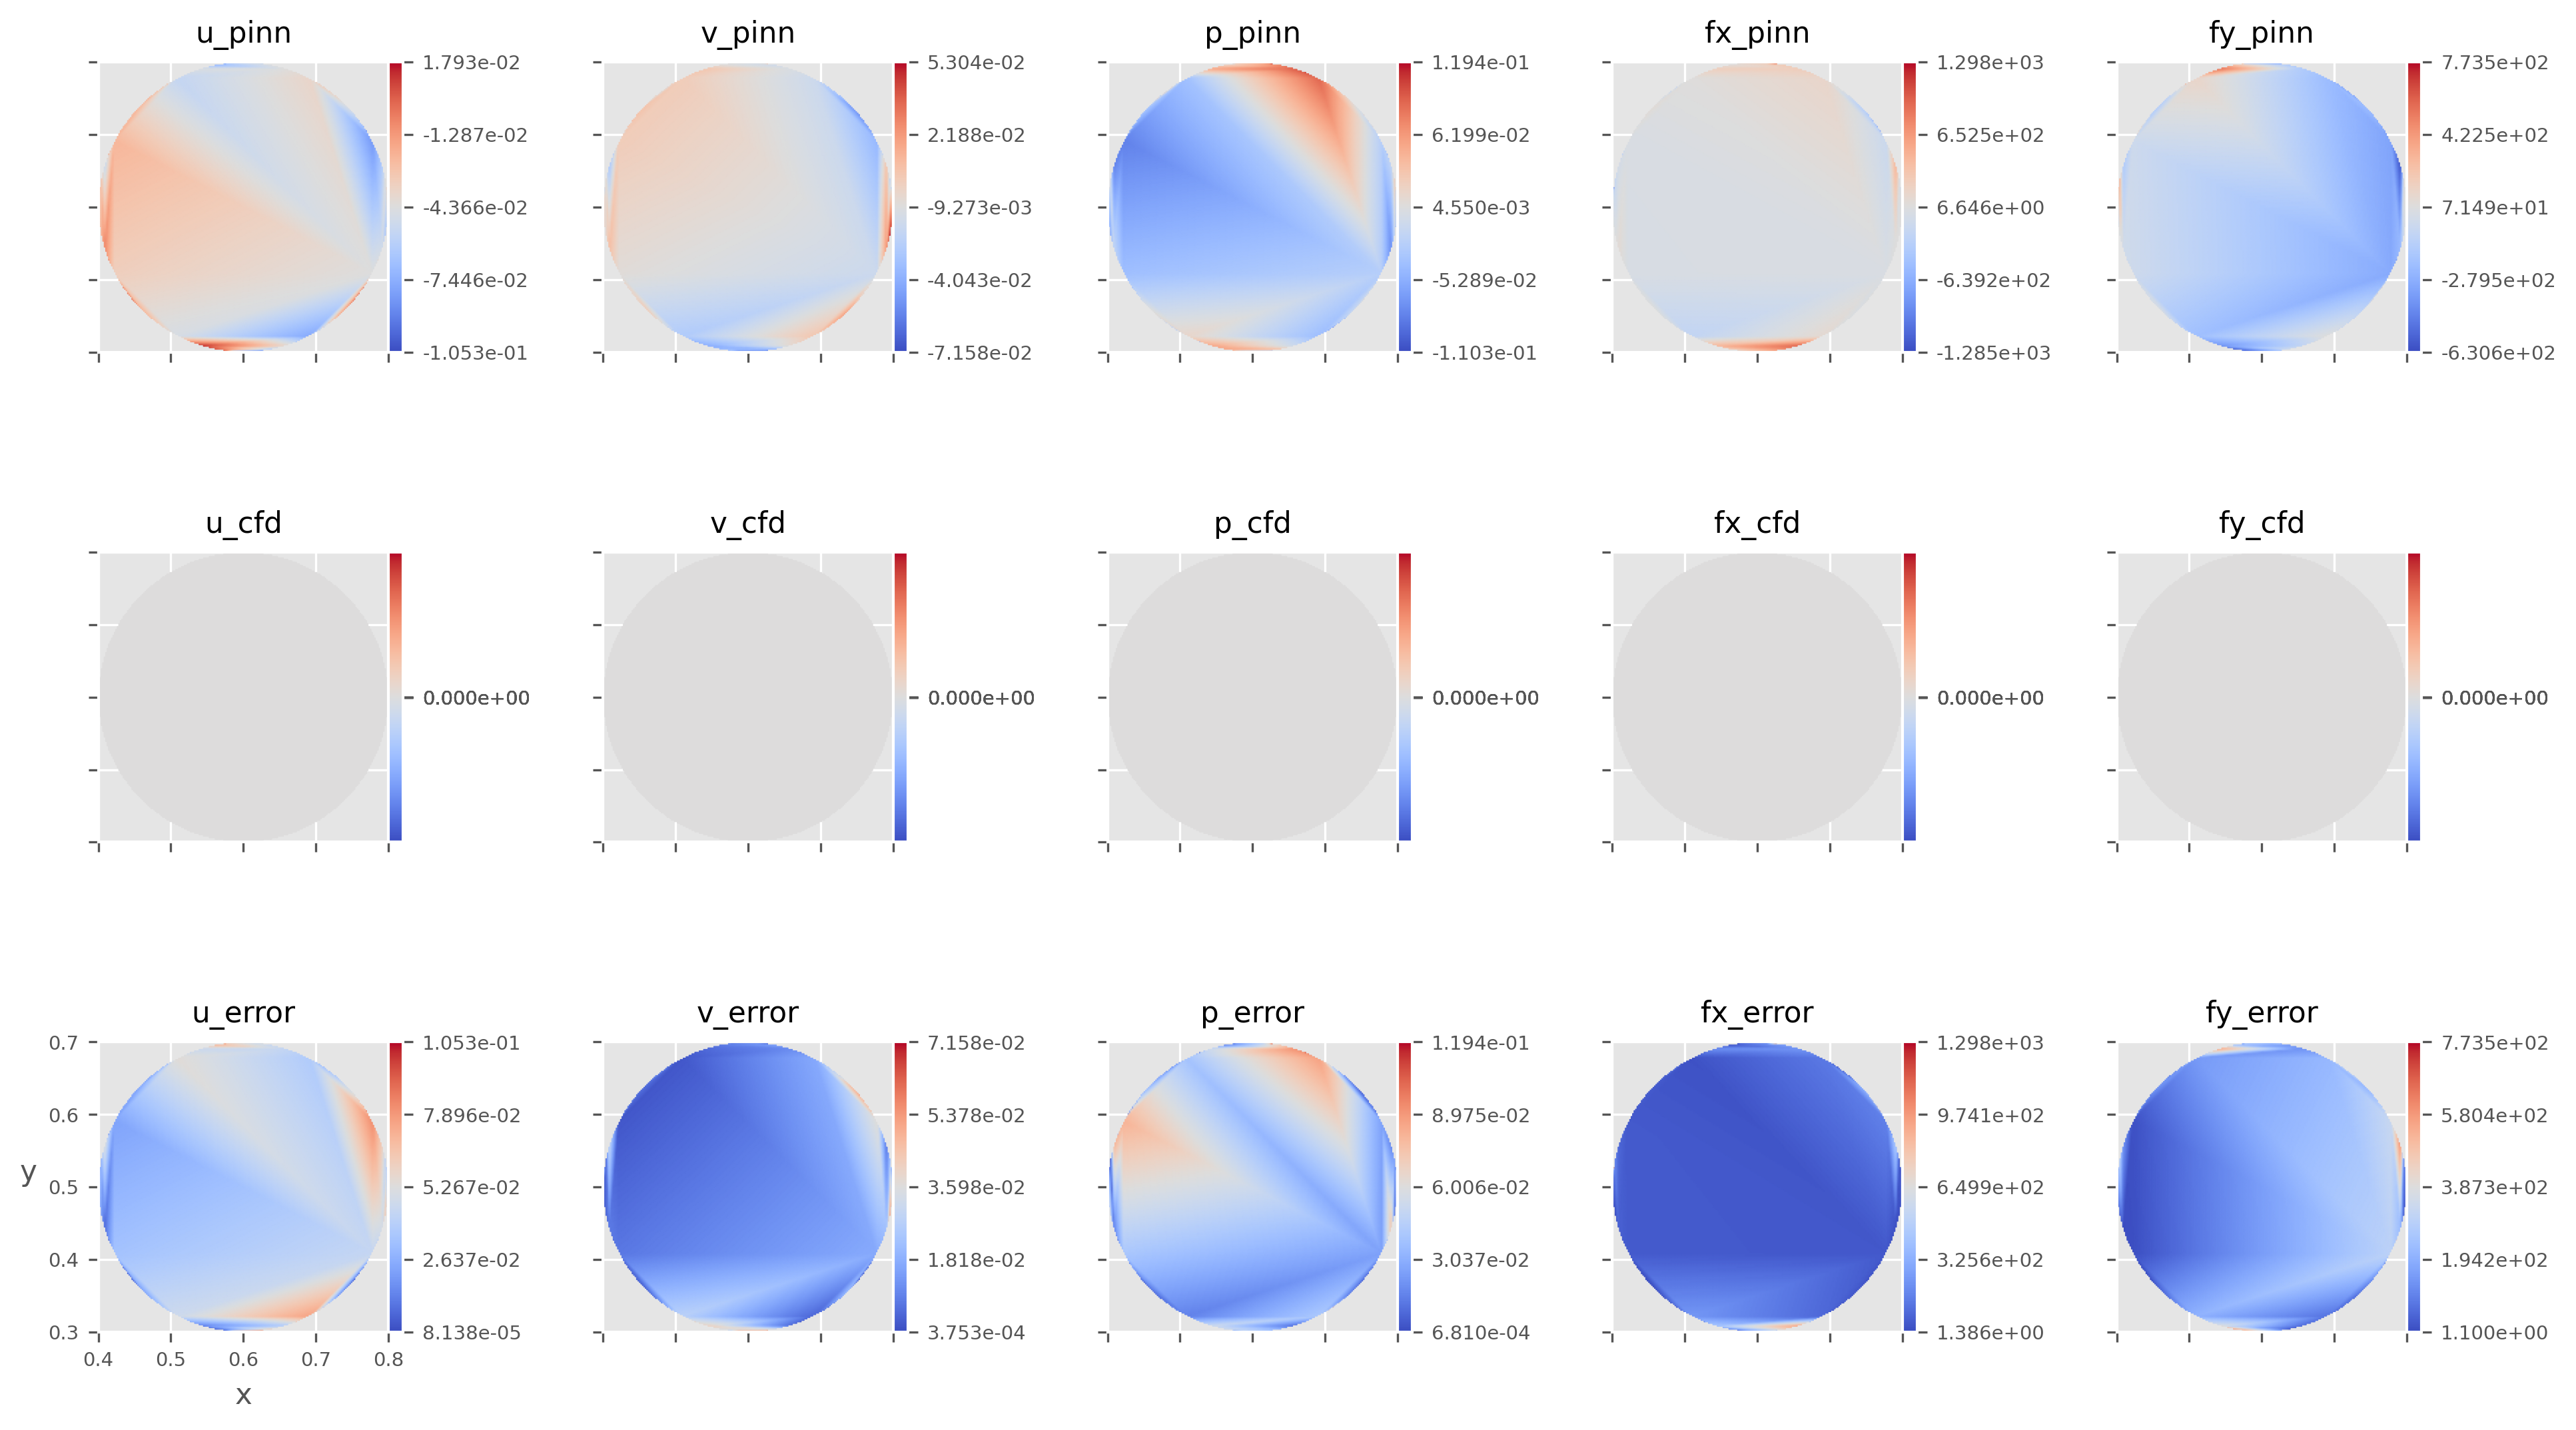 u_pinn
1.793e-02
-1.287e-02
-4.366e-02
-7.446e-02
-1.053e-01
v_pinn
5.304e-02
2.188e-02
-9.273e-03
-4.043e-02
-7.158e-02
p_pinn
1.194e-01
6.199e-02
4.550e-03
-5.289e-02
-1.103e-01
fx_pinn
1.298e+03
6.525e+02
6.646e+00
-6.392e+02
-1.285e+03
fy_pinn
7.735e+02
4.225e+02
7.149e+01
-2.795e+02
-6.306e+02
u_cfd
0.000e+00
v_cfd
0.000e+00
p_cfd
0.000e+00
fx_cfd
0.000e+00
fy_cfd
0.000e+00
u_error
0.7
0.6
0.5
0.4
0.3
y
0.4 0.5 0.6 0.7 0.8
x
1.053e-01
7.896e-02
5.267e-02
2.637e-02
8.138e-05
v_error
7.158e-02
5.378e-02
3.598e-02
1.818e-02
3.753e-04
p_error
1.194e-01
8.975e-02
6.006e-02
3.037e-02
6.810e-04
fx_error
1.298e+03
9.741e+02
6.499e+02
3.256e+02
1.386e+00
fy_error
7.735e+02
5.804e+02
3.873e+02
1.942e+02
1.100e+00